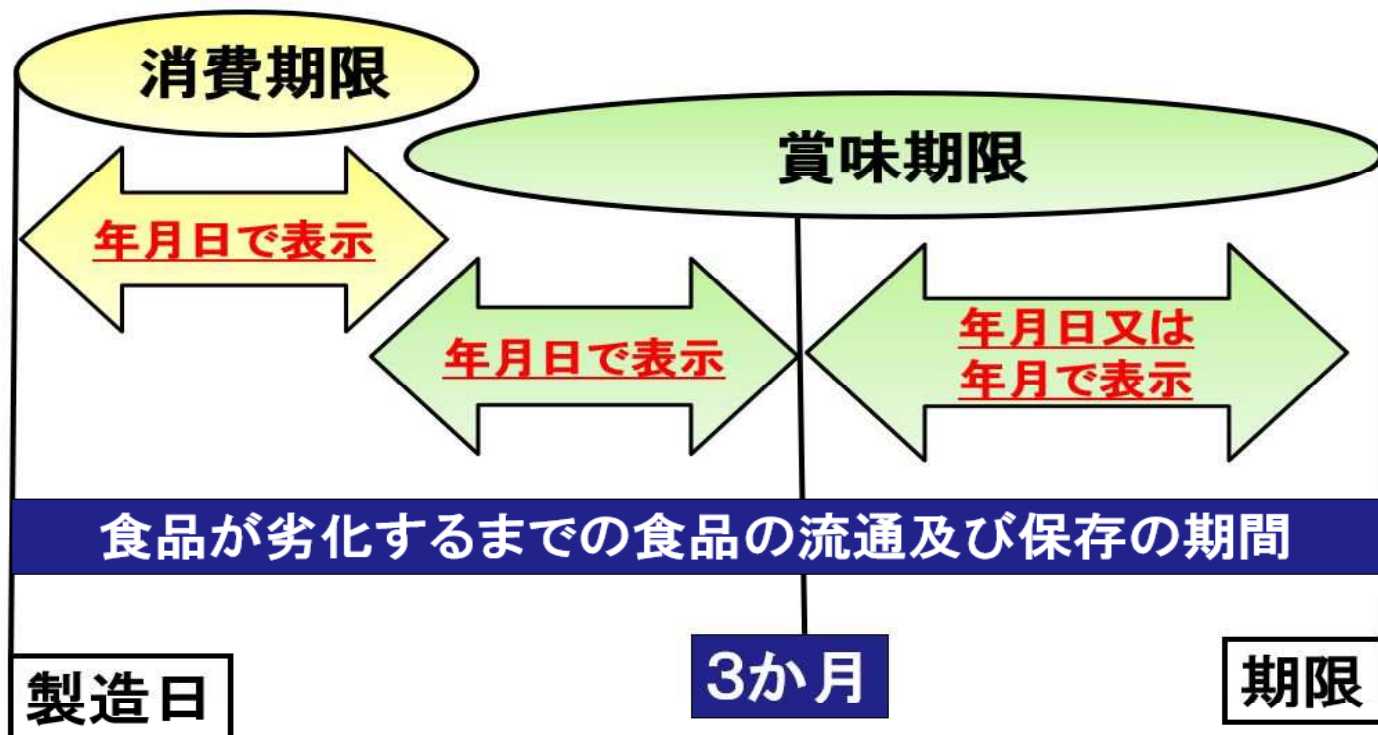 消費期限
賞味期限
年月日で表示
年月日で表示
年月日又は
年月で表示
食品が劣化するまでの食品の流通及び保存の期間
3か月
製造日
期限